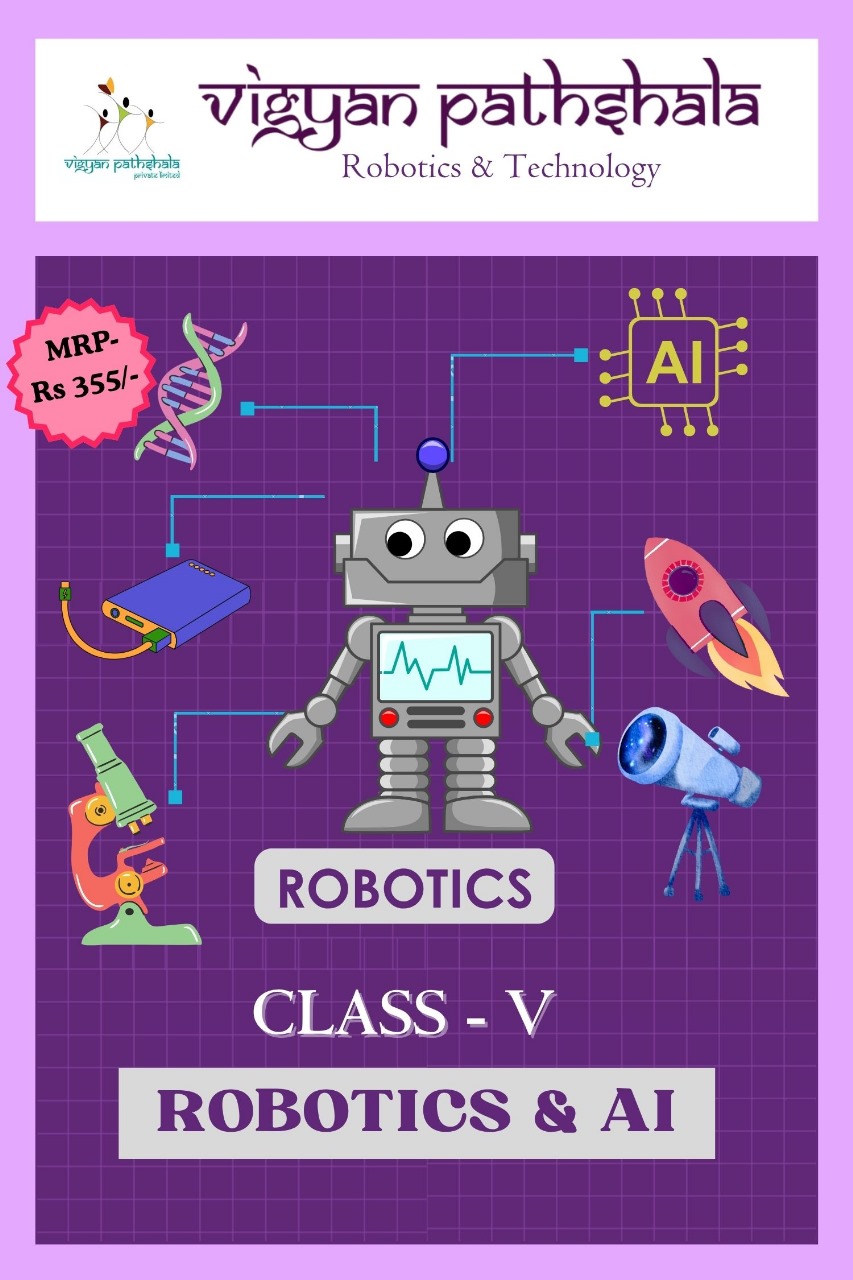 vigyan pathshala
Robotics & Technology
vigyan pathshala
private limited
MRP-
Rs 355/-
AI
ROBOTICS
CLASS - V
ROBOTICS & AI